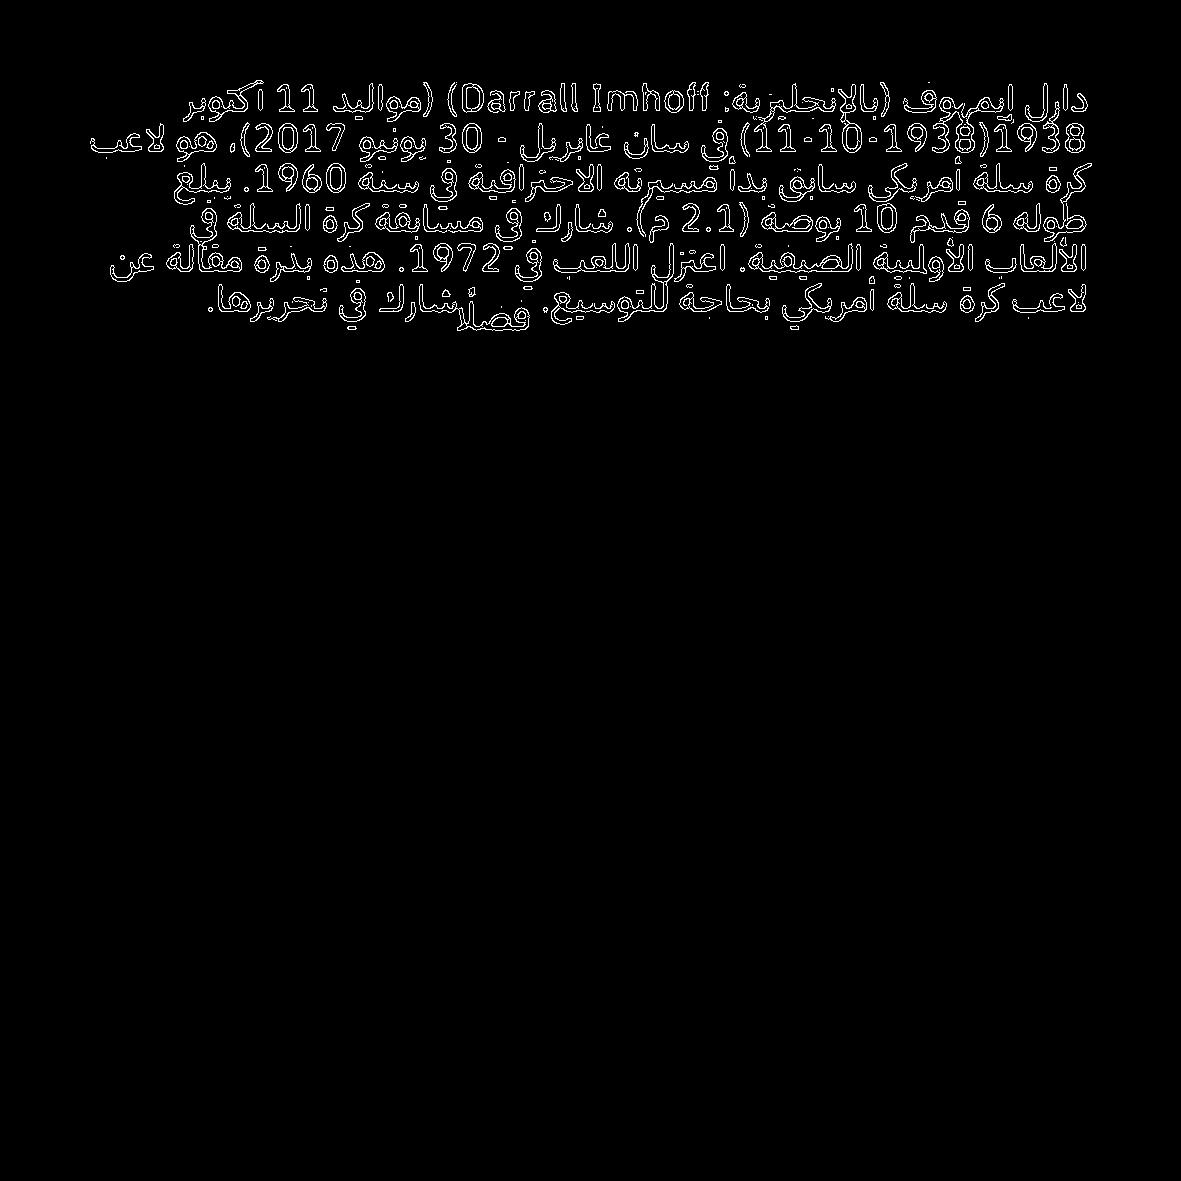 دارل إيمهوف (بالإنجليزية: Darrall Imhoff) (مواليد 11 أكتوبر
1938(1938-10-11) في سان غابريل - 30 يونيو 2017)، هو لاعب
كرة سلة أمريكي سابق بدأ مسيرته الاحترافية في سنة 1960. يبلغ
طوله 6 قدم 10 بوصة (2.1 م). شارك في مسابقة كرة السلة في
الألعاب الأولمبية الصيفية. اعتزل اللعب في 1972. هذه بذرة مقالة عن
لاعب كرة سلة أمريكي بحاجة للتوسيع. فضلًا شارك في تحريرها.